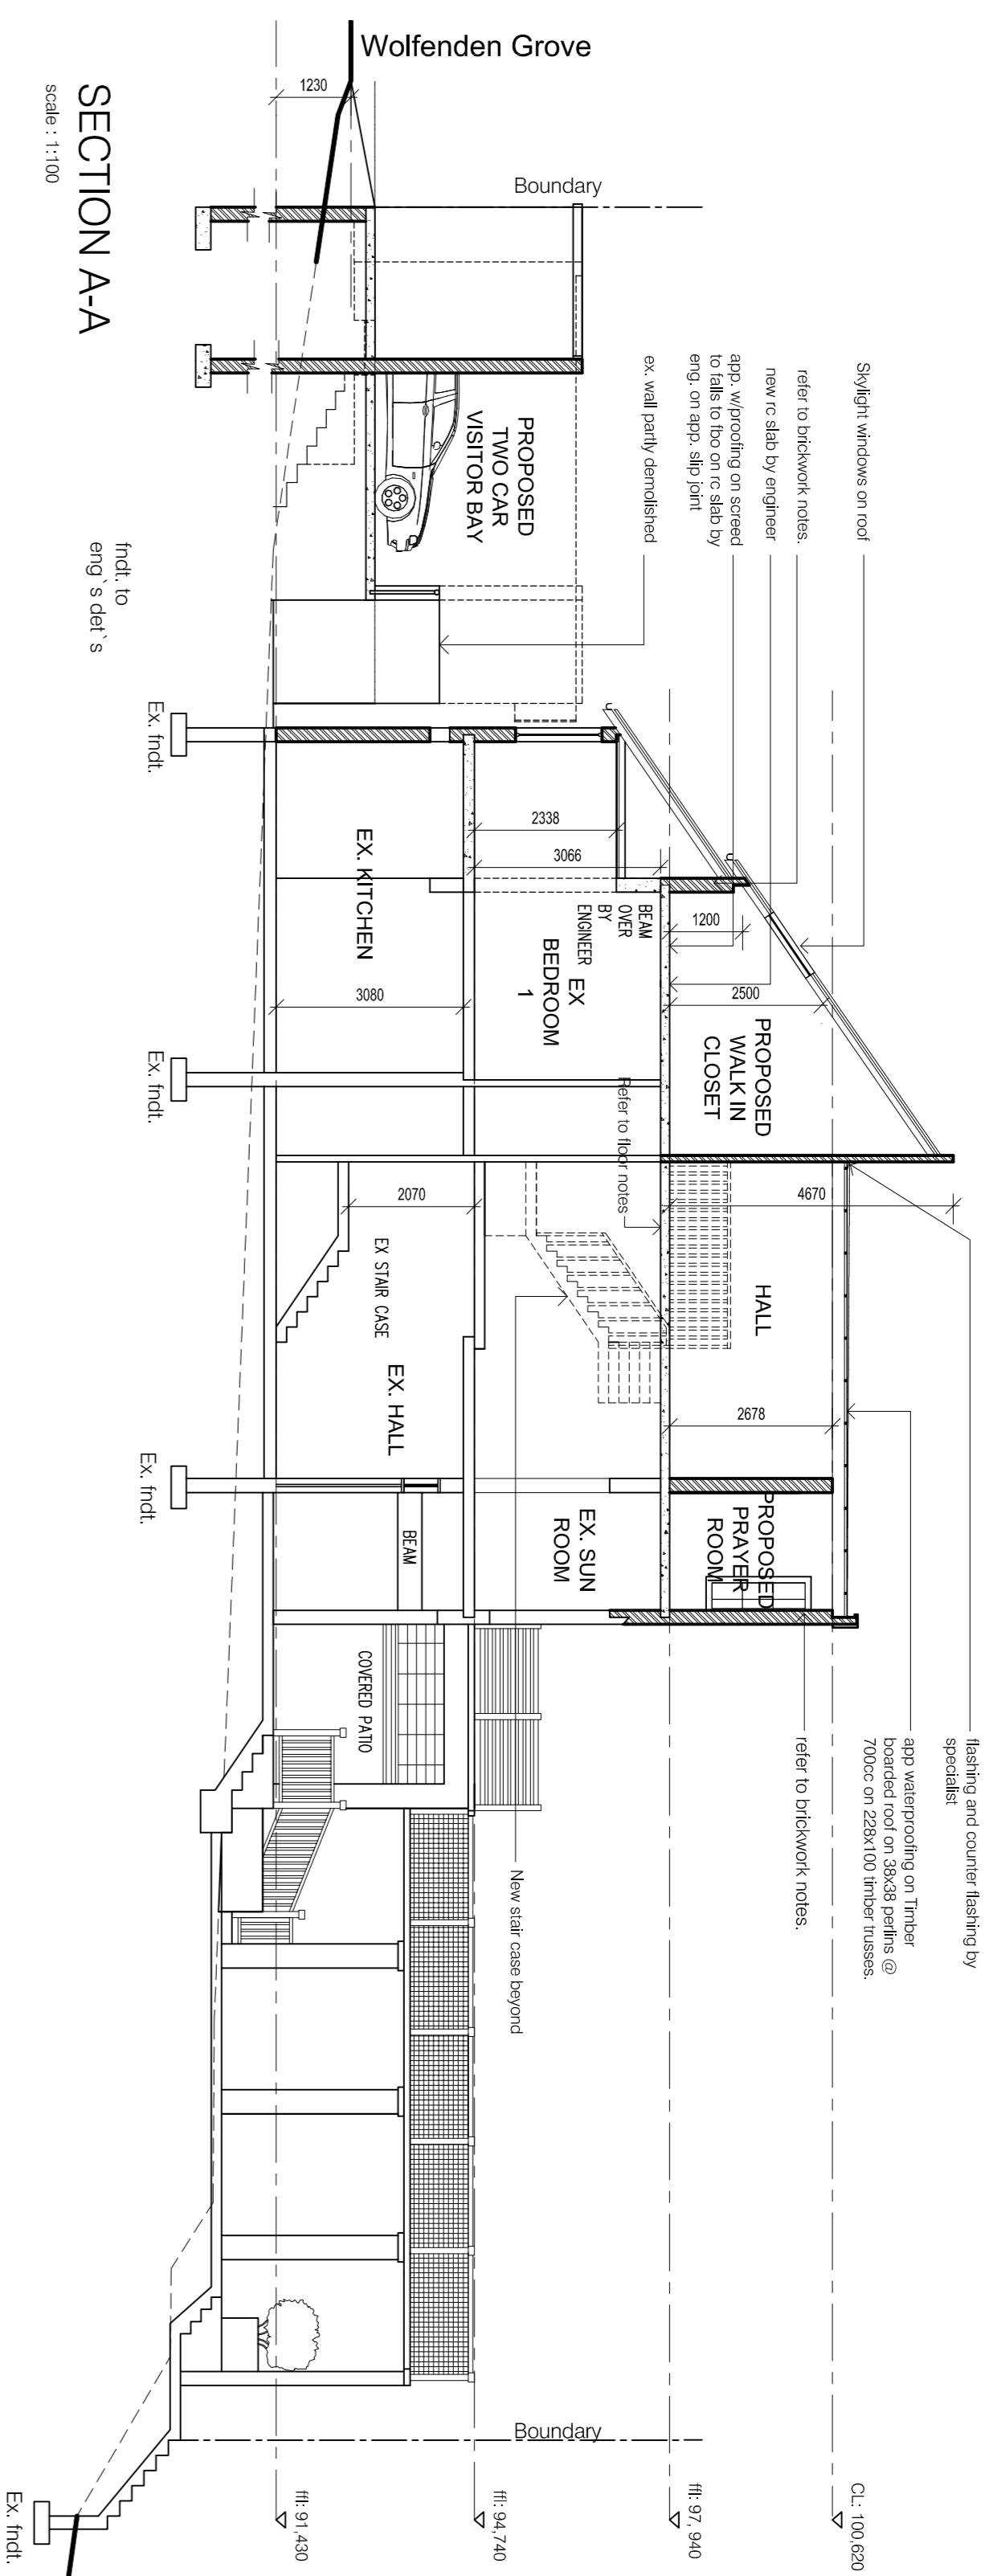 Wolfenden Grove
1230
SECTION A-A
scale : 1:100
Boundary
fndt. to
eng`s det`s
PROPOSED
TWO CAR
VISITOR BAY
Skylight windows on roof
refer to brickwork notes.
new rc slab by engineer
app. w/proofing on screed
to falls to fbo on rc slab by
eng. on app. slip joint
ex. wall partly demolished
Ex. fndt.
EX. KITCHEN
2338
3066
3080
BEAM
OVER
BY
ENGINEER
EX
BEDROOM
1
1200
2500
PROPOSED
WALK IN
CLOSET
Ex. fndt.
Refer to floor notes
2070
4670
EX STAIR CASE
EX. HALL
HALL
2678
Ex. fndt.
BEAM
EX. SUN
ROOM
PROPOSED
PRAYER
ROOM
COVERED PATIO
New stair case beyond
flashing and counter flashing by
specialist
app waterproofing on Timber
boarded roof on 38x38 perlins @
700cc on 228x100 timber trusses.
refer to brickwork notes.
Boundary
CL: 100,620
ffl: 97, 940
ffl: 94,740
ffl: 91,430
Ex. fndt.